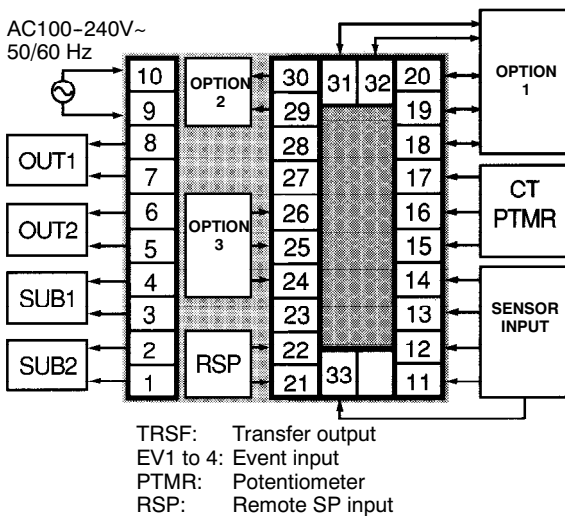 AC100-240V~
50/60 Hz
10
9
8
7
6
5
4
3
2
1
OUT1
OUT2
SUB1
SUB2
OPTION
2
OPTION
3
RSP
30
29
28
27
26
25
24
23
22
21
31
32
33
20
19
18
17
16
15
14
13
12
11
OPTION
1
CT
PTMR
SENSOR
INPUT
TRSF: Transfer output
EV1 to 4: Event input
PTMR: Potentiometer
RSP: Remote SP input